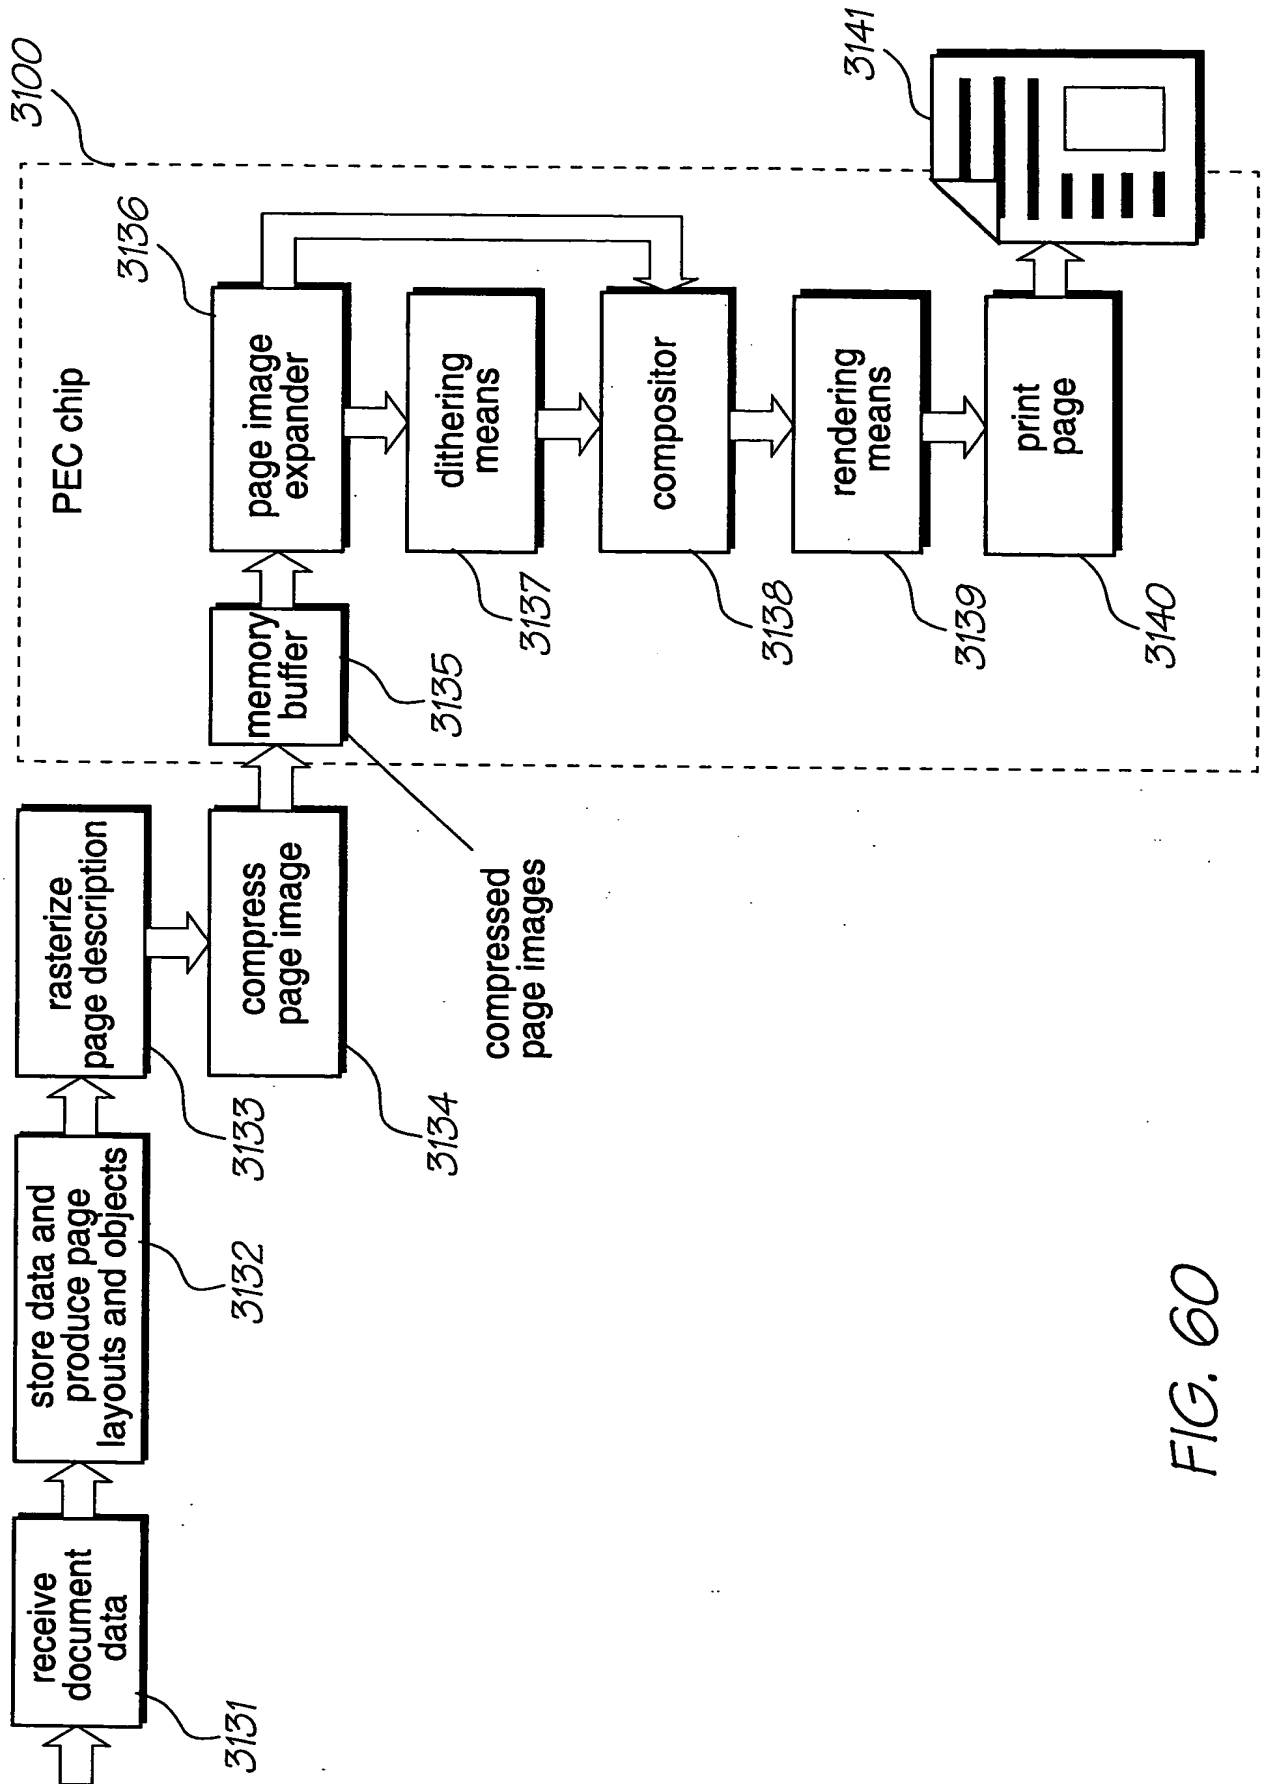 receive
document
data
3131
store data and
produce page
layouts and objects
3132
rasterize
page description
3133
compress
page image
3134
compressed
page images
PEC chip
3100
memory
buffer
3135
page image
expander
3136
dithering
means
3137
compositor
3138
rendering
means
3139
print
page
3140
3141
FIG. 60